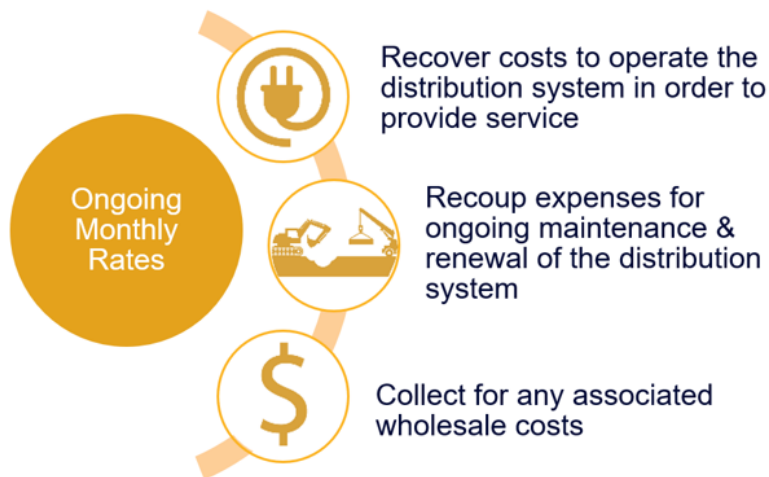 Ongoing
Monthly
Rates
Recover costs to operate the
distribution system in order to
provide service
Recoup expenses for
ongoing maintenance &
renewal of the distribution
system
$
Collect for any associated
wholesale costs